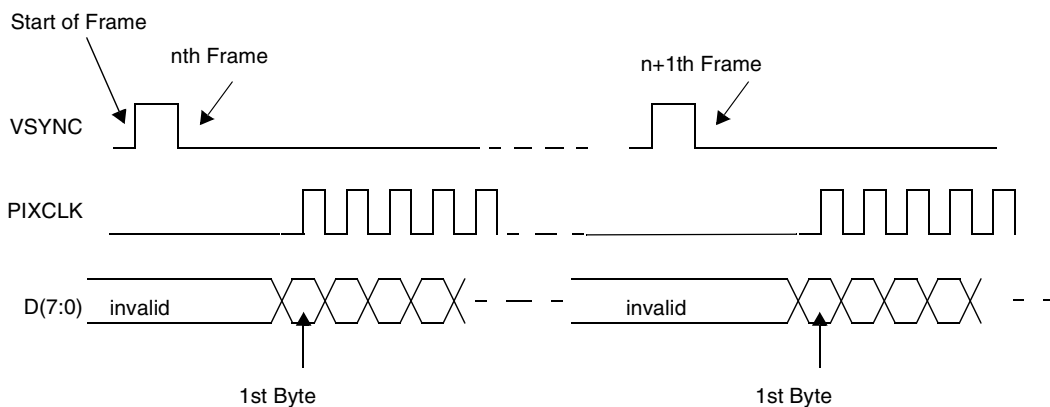 Start of Frame
nth Frame
n+1th Frame
VSYNC
PIXCLK
D(7:0)
invalid
invalid
1st Byte
1st Byte